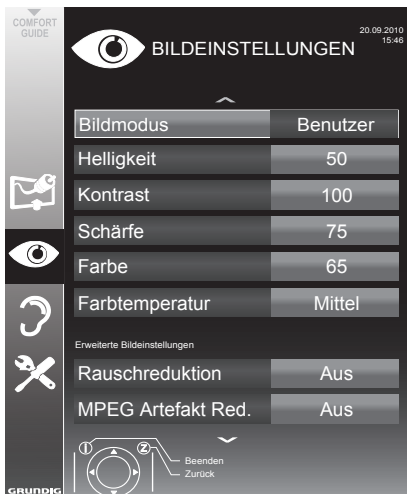 COMFORT
GUIDE
BILDEINSTELLUNGEN
20.09.2010
15:46
Bildmodus Benutzer
Helligkeit 50
Kontrast 100
Schärfe 75
Farbe 65
Farbtemperatur Mittel
Erweiterte Bildeinstellungen
Rauschreduktion Aus
MPEG Artefakt Red. Aus
Z
Beenden
Zurück
GRUNDIG